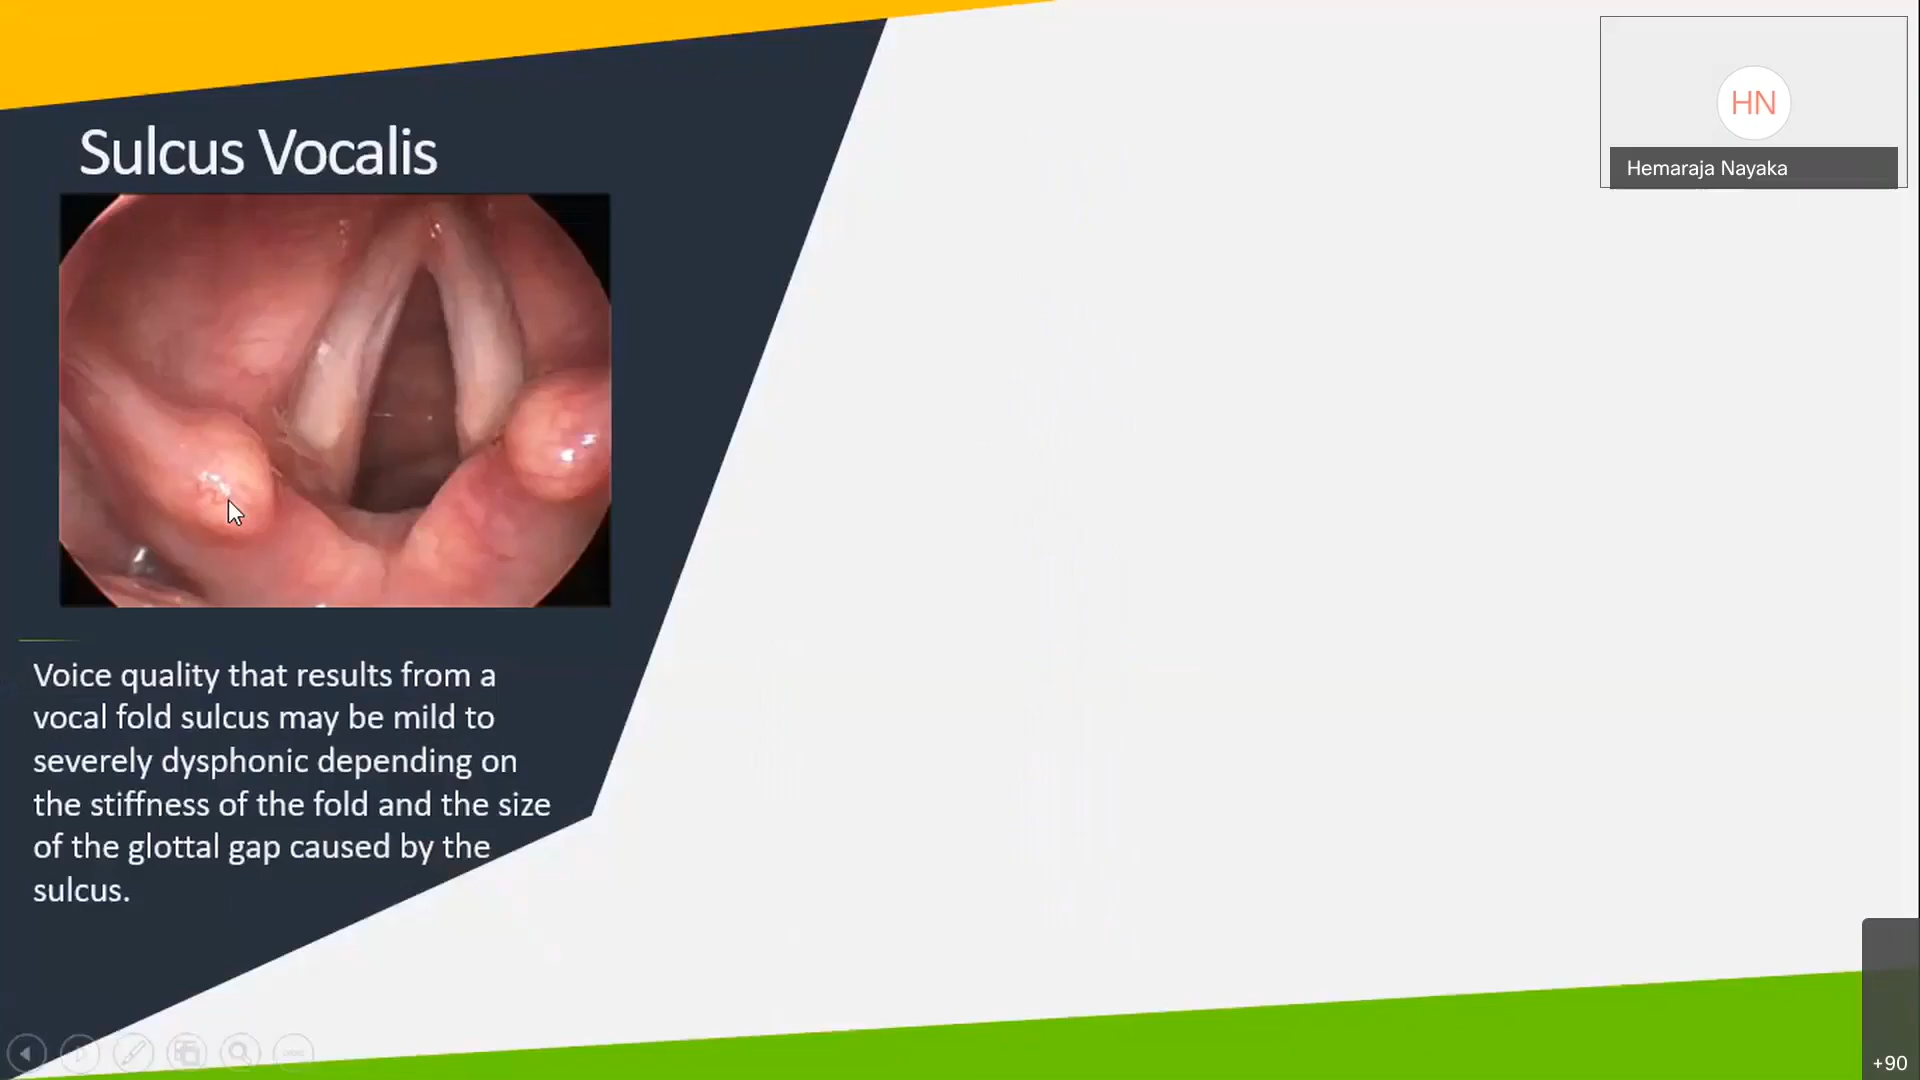 Sulcus Vocalis
HN
Hemaraja Nayaka
Voice quality that results from a
vocal fold sulcus may be mild to
severely dysphonic depending on
the stiffness of the fold and the size
of the glottal gap caused by the
sulcus.
+90